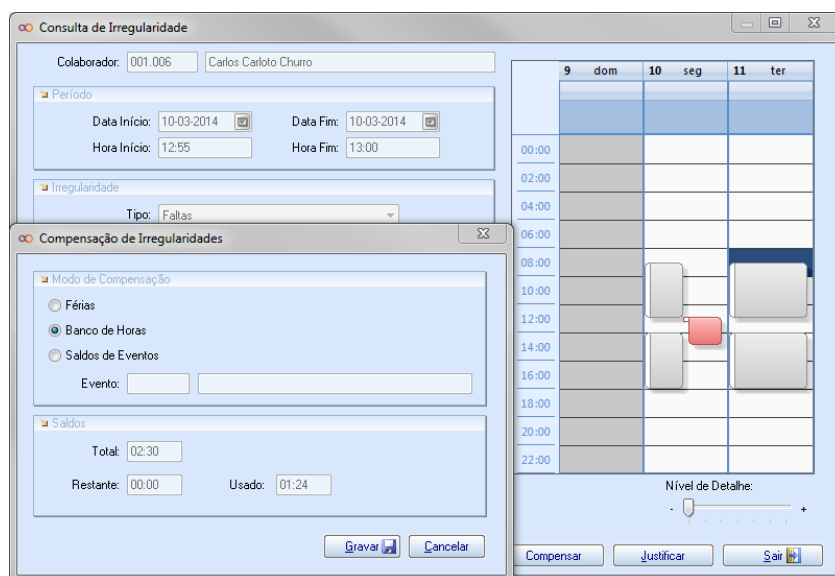 Consulta de Irregularidade
Colaborador: 001.006 Carlos Carloto Churro
Período
Data Início: 10-03-2014 Data Fim: 10-03-2014
Hora Início: 12:55 Hora Fim: 13:00
Irregularidade
Tipo: Faltas
Compensação de Irregularidades
Modo de Compensação
Férias
Banco de Horas
Saldos de Eventos
Evento:
Saldos
Total: 02:30
Restante: 00:00 Usado: 01:24
Gravar Cancelar
9 dom 10 seg 11 ter
00:00
02:00
04:00
06:00
08:00
10:00
12:00
14:00
16:00
18:00
20:00
22:00
Nível de Detalhe:
- +
Compensar Justificar Sair